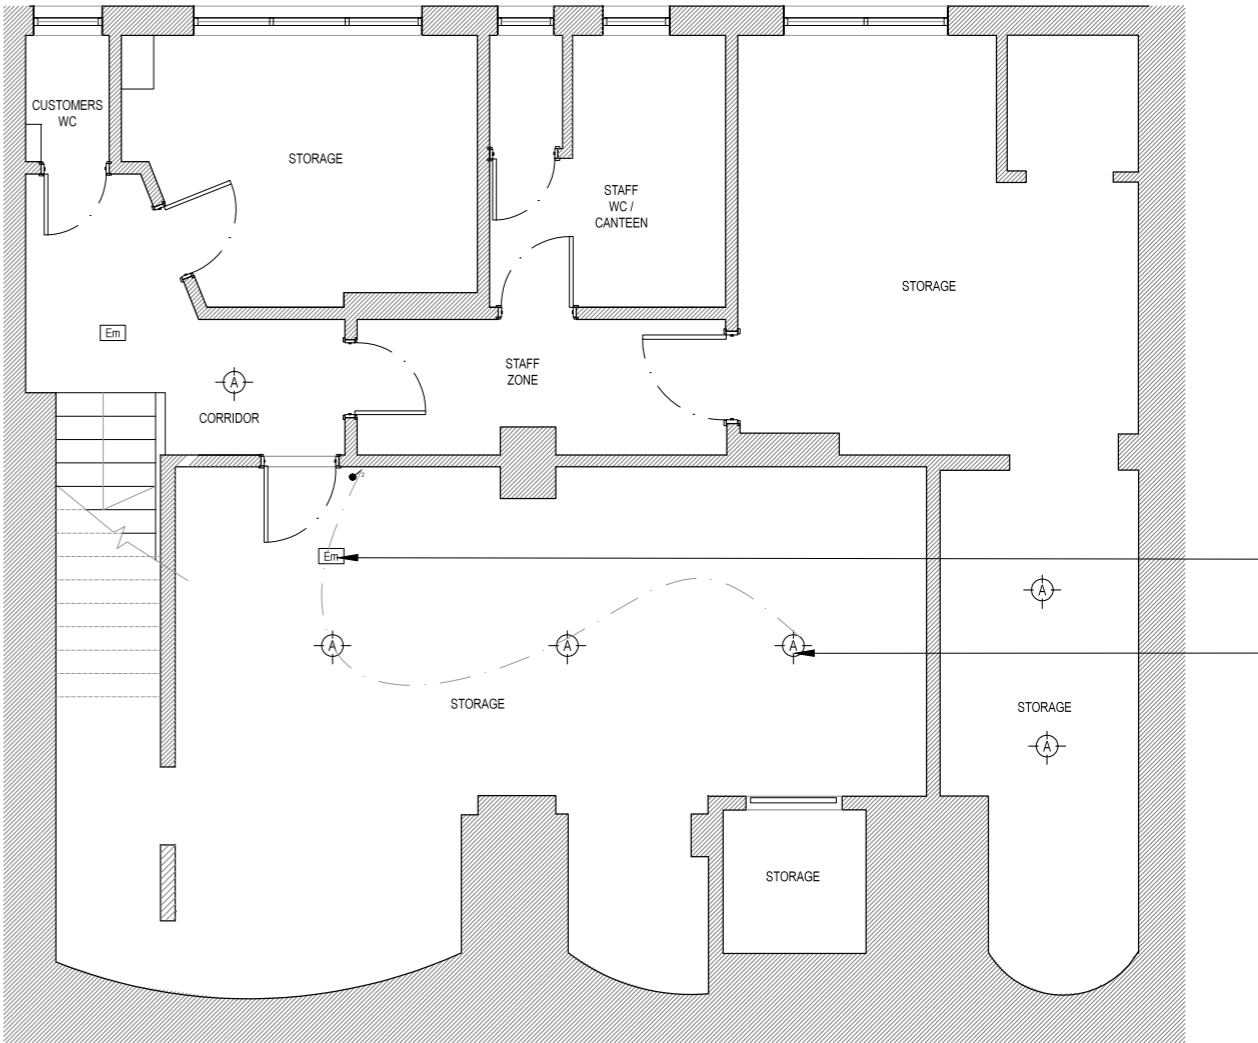 CUSTOMERS
WC
STORAGE
STAFF
WC /
CANTEEN
STORAGE
Em
STAFF
ZONE
A
CORRIDOR
Em
A
A
A
A
STORAGE
STORAGE
A
STORAGE